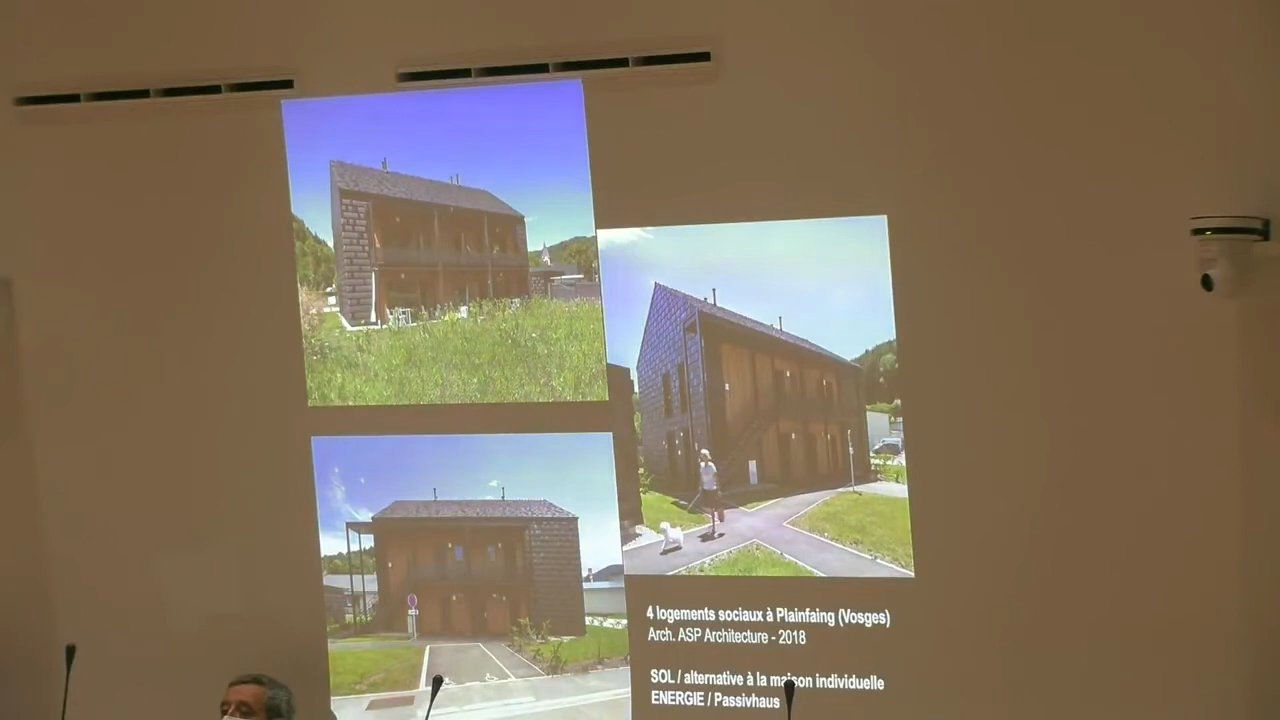 4 logements sociaux à Plainfaing (Vosges)
Arch. ASP Architecture - 2018
SOL / alternative à la maison individuelle
ENERGIE / Passivhaus